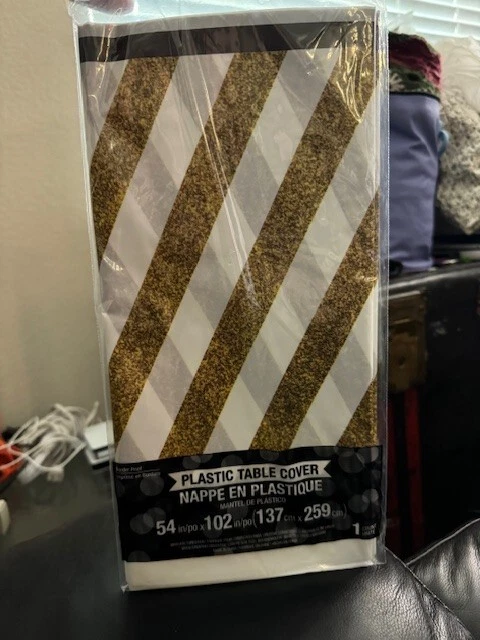 PLASTIC TABLE COVER
NAPPE EN PLASTIQUE
MANTEL DE PLÁSTICO
54 in/po x 102 in/po (137 cm x 259 cm)
1